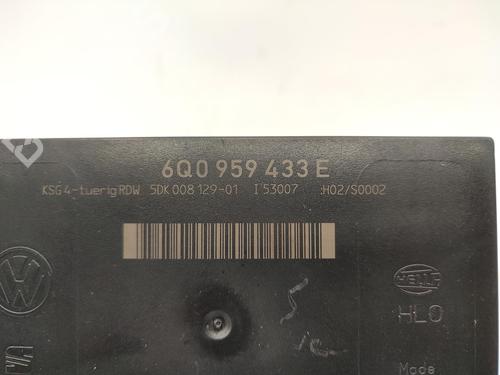 6Q0 959 433 E
KSG 4-tuerig RDW 5DK 008 129-01 I 53007 :H02/S0002
HELLA
HLO
Made